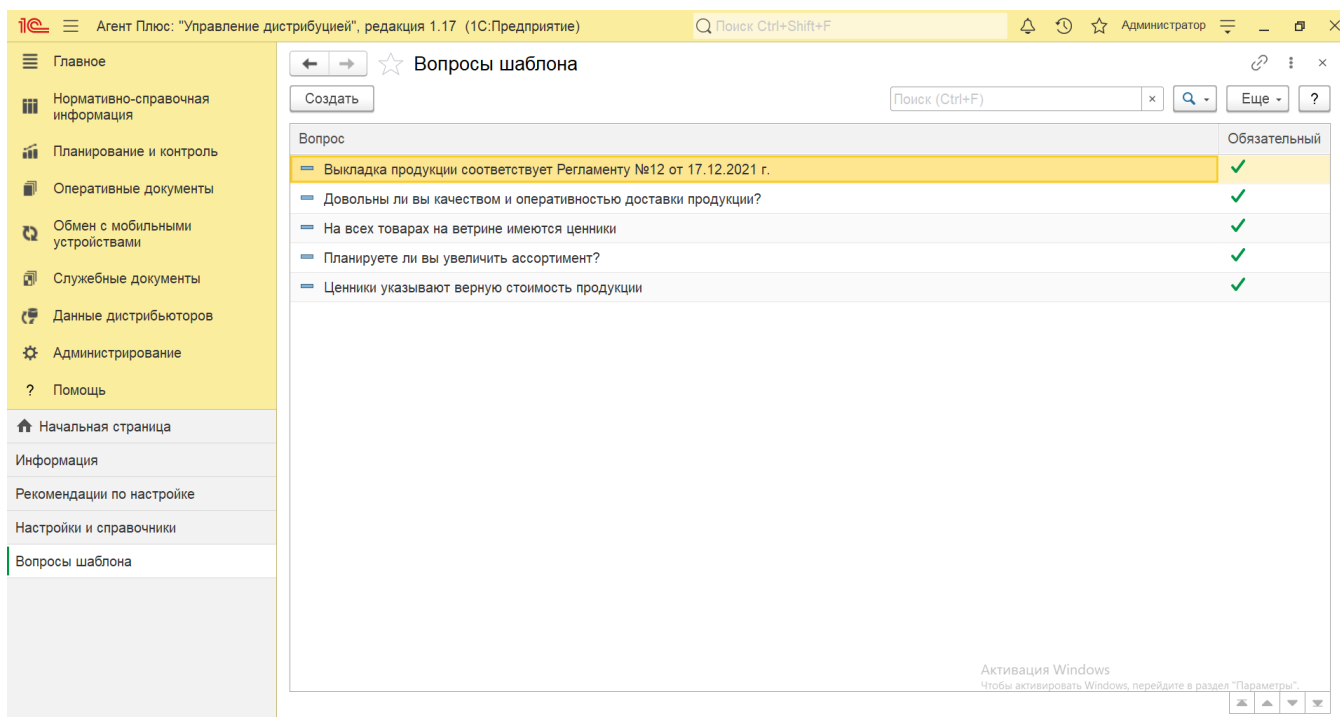 1С Агент Плюс: "Управление дистрибуцией", редакция 1.17 (1С:Предприятие) Поиск Ctrl+Shift+F Администратор
Главное
Нормативно-справочная
информация
Планирование и контроль
Оперативные документы
Обмен с мобильными
устройствами
Служебные документы
Данные дистрибьюторов
Администрирование
? Помощь
Начальная страница
Информация
Рекомендации по настройке
Настройки и справочники
Вопросы шаблона
Вопросы шаблона
Создать Поиск (Ctrl+F) × Еще ?
Вопрос Обязательный
Выкладка продукции соответствует Регламенту №12 от 17.12.2021 г.
Довольны ли вы качеством и оперативностью доставки продукции?
На всех товарах на ветрине имеются ценники
Планируете ли вы увеличить ассортимент?
Ценники указывают верную стоимость продукции
Активация Windows
Чтобы активировать Windows, перейдите в раздел "Параметры".